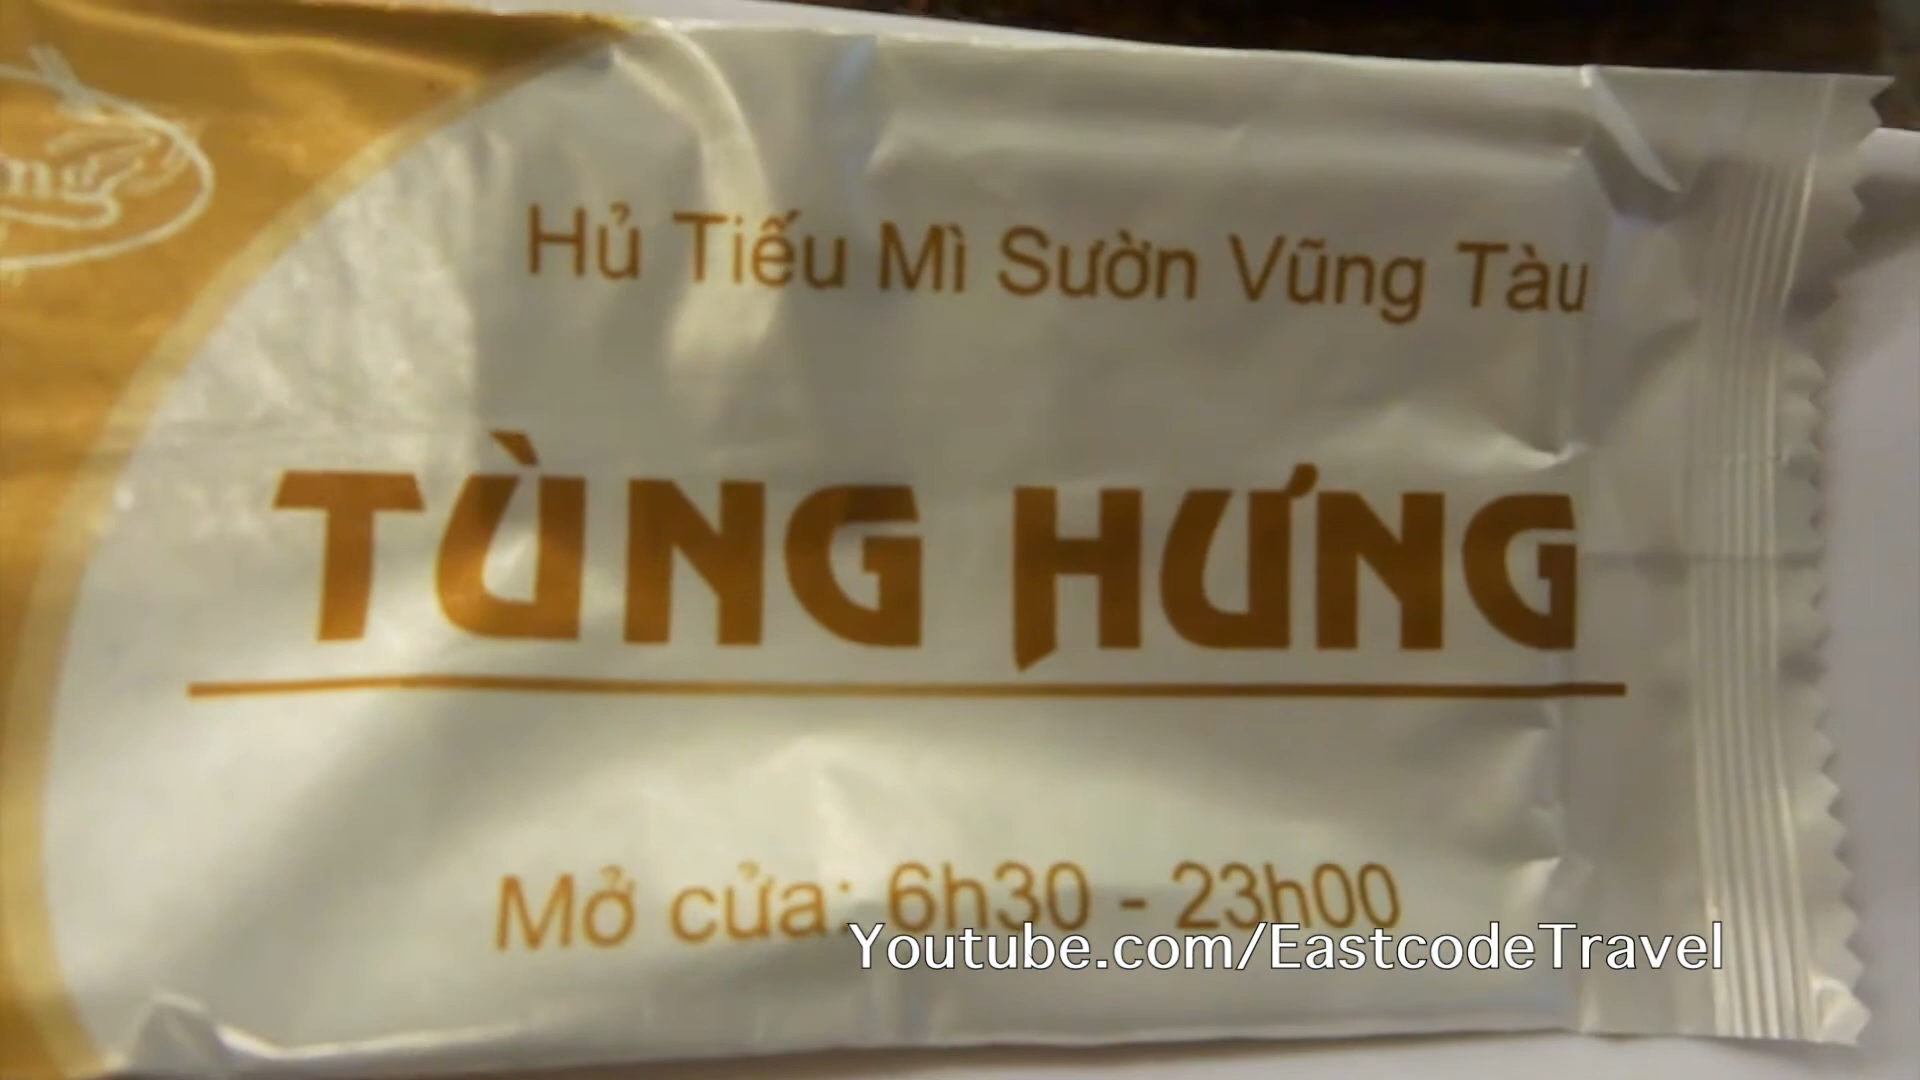 Hủ Tiếu Mì Sườn Vũng Tàu
TÙNG HƯNG
Mở cửa: 6h30 - 23h00
Youtube.com/EastcodeTravel